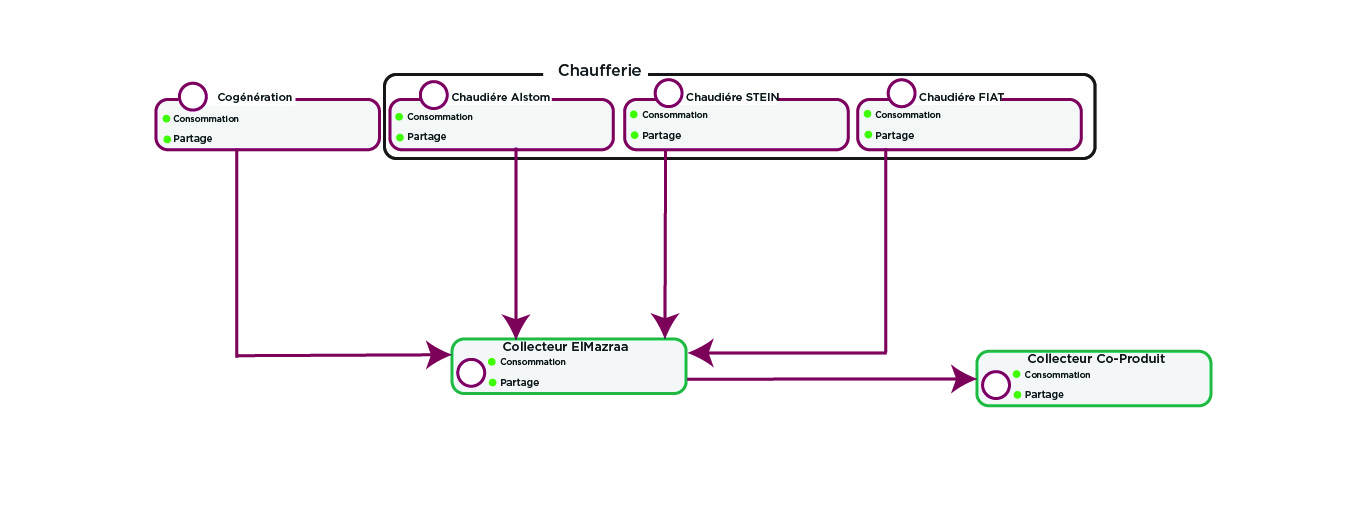 Chaufferie
Cogénération
Consommation
Partage
Chaudiére Alstom
Consommation
Partage
Chaudiére STEIN
Consommation
Partage
Chaudiére FIAT
Consommation
Partage
Collecteur ElMazraa
Consommation
Partage
Collecteur Co-Produit
Consommation
Partage